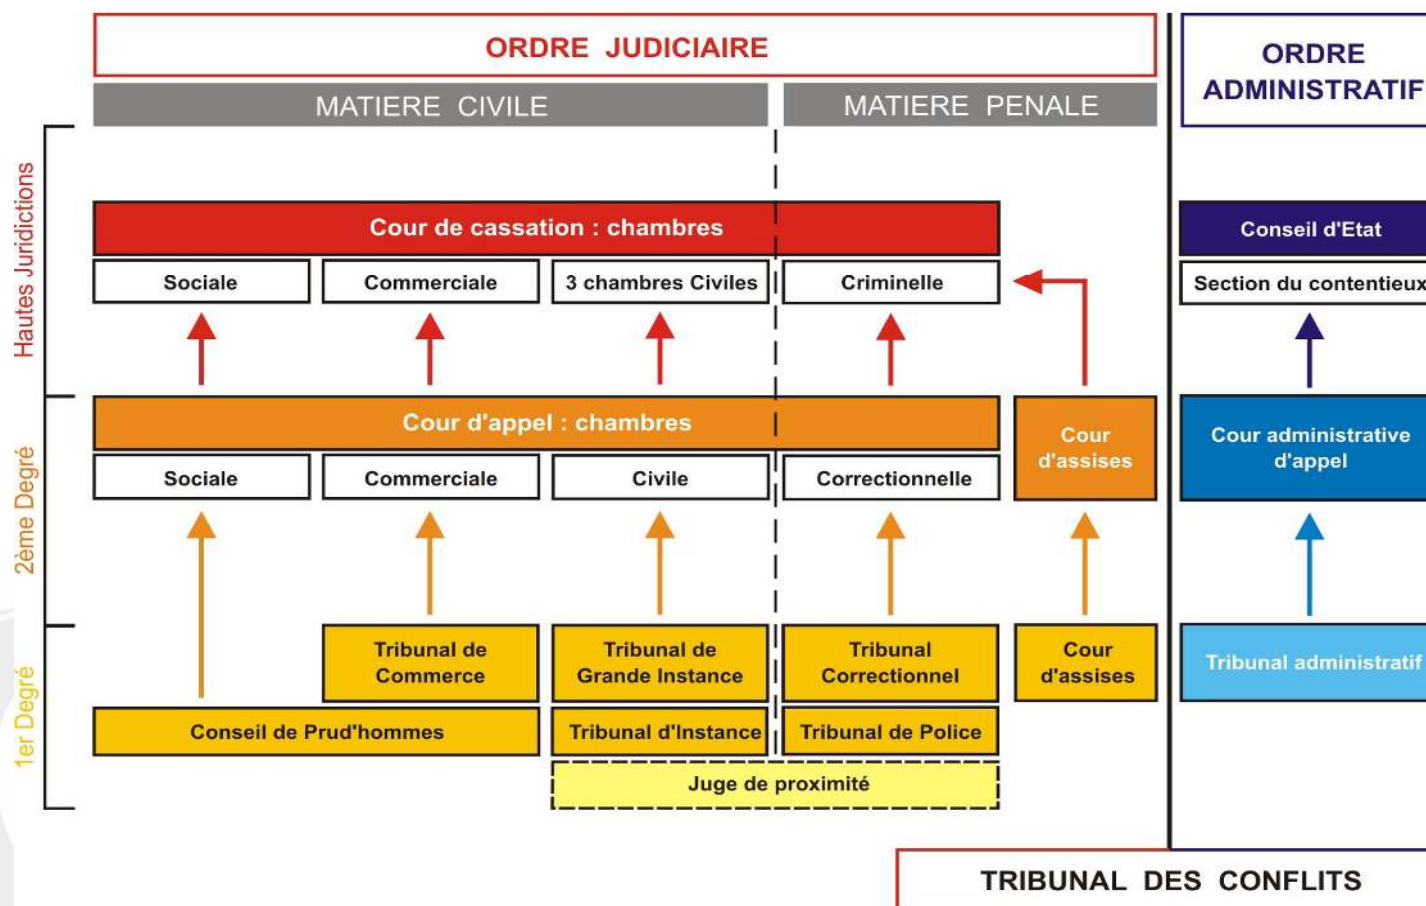 ORDRE JUDICIAIRE
ORDRE
ADMINISTRATIF
MATIERE CIVILE
MATIERE PENALE
Hautes Juridictions
Cour de cassation : chambres
Conseil d'Etat
Sociale
Commerciale
3 chambres Civiles
Criminelle
Section du contentieux
2ème Degré
Cour d'appel : chambres
Cour
d'assises
Cour administrative
d'appel
Sociale
Commerciale
Civile
Correctionnelle
1er Degré
Tribunal de
Commerce
Tribunal de
Grande Instance
Tribunal
Correctionnel
Cour
d'assises
Tribunal administratif
Conseil de Prud'hommes
Tribunal d'Instance
Tribunal de Police
Juge de proximité
TRIBUNAL DES CONFLITS